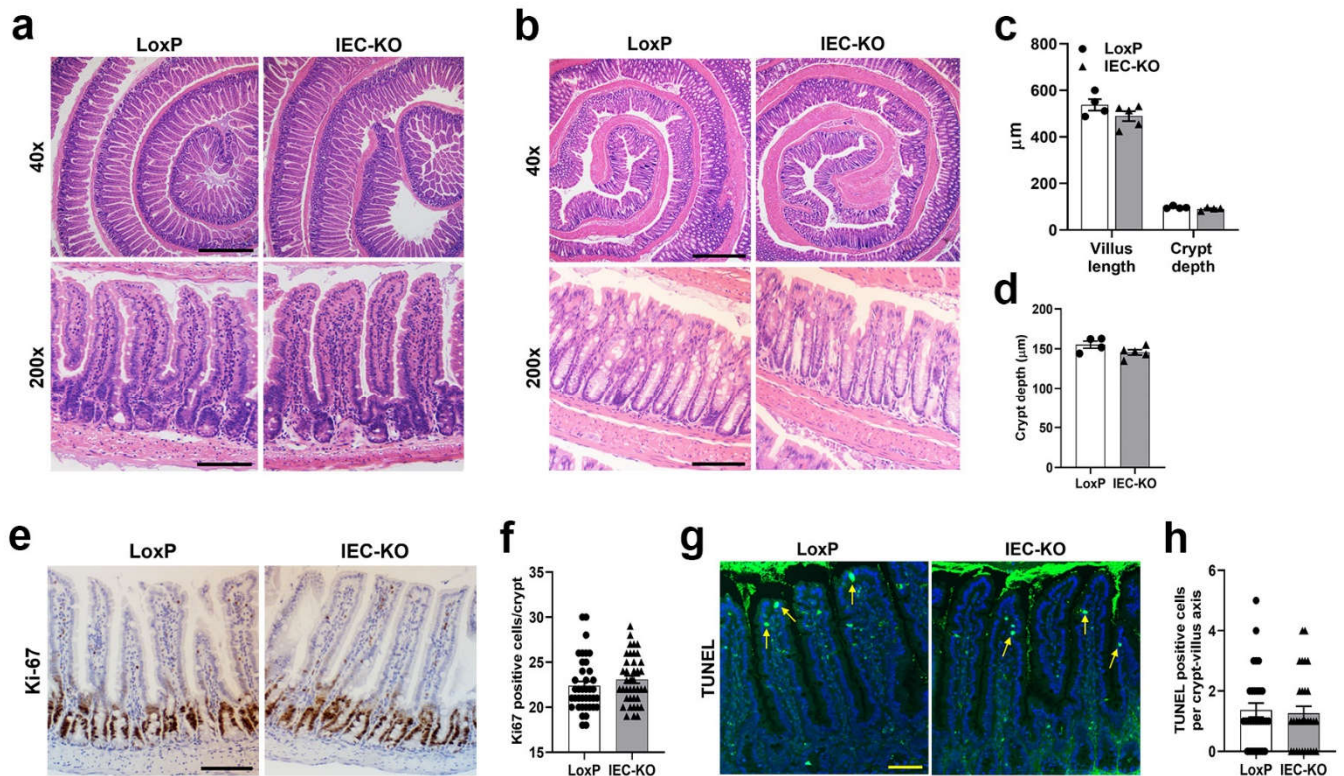 a
LoxP
IEC-KO
40x
200x
b
LoxP
IEC-KO
40x
200x
c
LoxP
IEC-KO
800
600
400
200
0
μm
Villus length
Crypt depth
d
200
150
100
50
0
Crypt depth (μm)
LoxP
IEC-KO
e
LoxP
IEC-KO
Ki-67
f
35
30
25
20
15
Ki67 positive cells/crypt
LoxP
IEC-KO
g
LoxP
IEC-KO
TUNEL
h
6
4
2
0
TUNEL positive cells
per crypt-villus axis
LoxP
IEC-KO